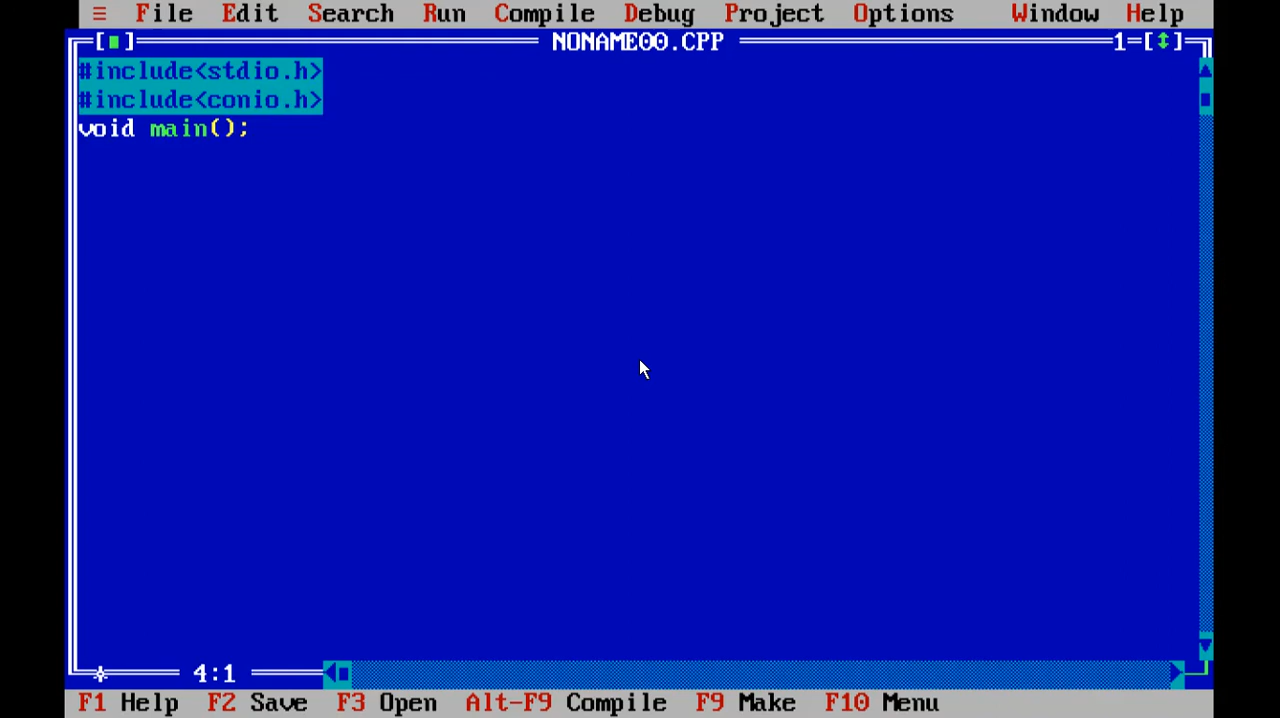 ≡ File Edit Search Run Compile Debug Project Options Window Help
[■] NONAME00.CPP 1=[↕]
#include<stdio.h>
#include<conio.h>
void main();
4:1
F1 Help F2 Save F3 Open Alt-F9 Compile F9 Make F10 Menu